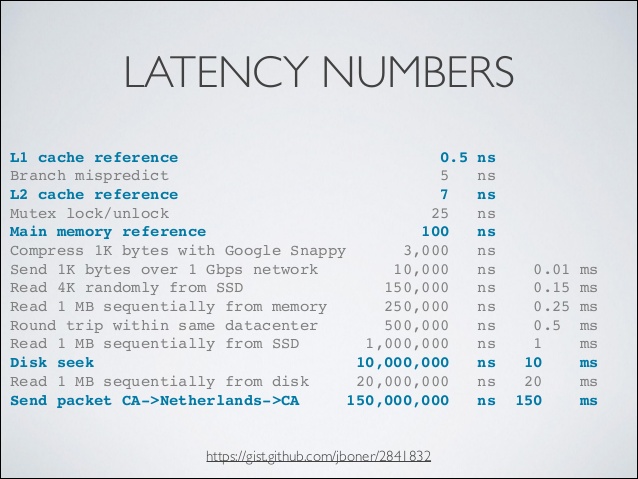 LATENCY NUMBERS
L1 cache reference 0.5 ns
Branch mispredict 5 ns
L2 cache reference 7 ns
Mutex lock/unlock 25 ns
Main memory reference 100 ns
Compress 1K bytes with Google Snappy 3,000 ns
Send 1K bytes over 1 Gbps network 10,000 ns 0.01 ms
Read 4K randomly from SSD 150,000 ns 0.15 ms
Read 1 MB sequentially from memory 250,000 ns 0.25 ms
Round trip within same datacenter 500,000 ns 0.5 ms
Read 1 MB sequentially from SSD 1,000,000 ns 1 ms
Disk seek 10,000,000 ns 10 ms
Read 1 MB sequentially from disk 20,000,000 ns 20 ms
Send packet CA->Netherlands->CA 150,000,000 ns 150 ms
https://gist.github.com/jboner/2841832